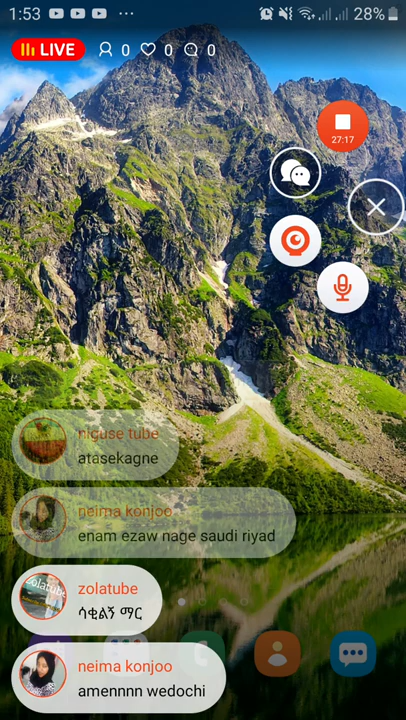 1:53
28%
LIVE 0 0 0
27:17
niguse tube
atasekagne
neima konjoo
enam ezaw nage saudi riyad
zolatube
ሳቂልኝ ማር
neima konjoo
amennnn wedochi